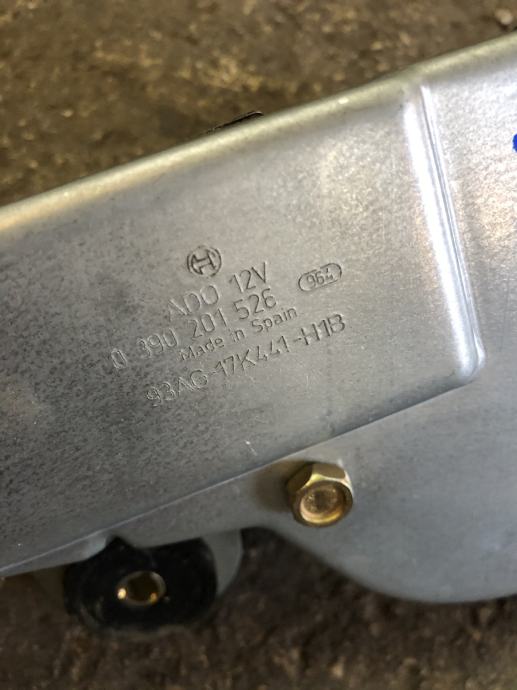 ADO 12V
0 390 201 526
964
Made in Spain
93AG-17K441-H1B